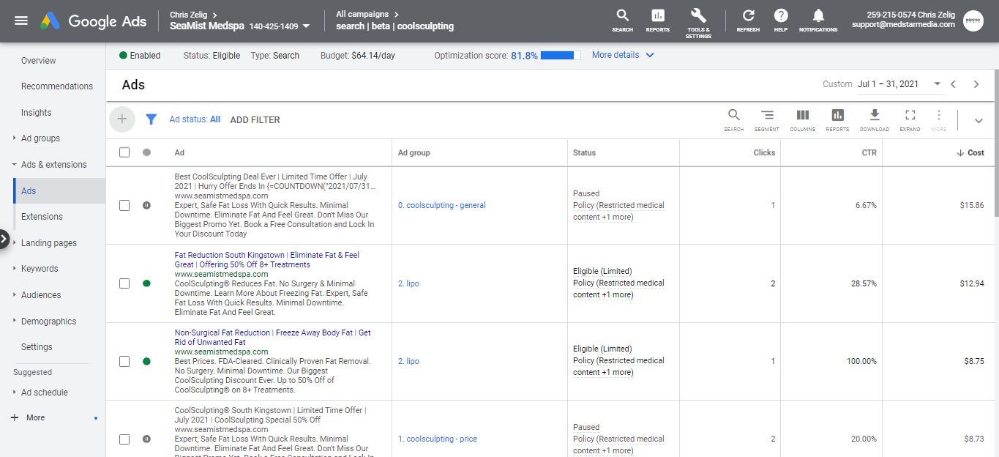 Google Ads
Chris Zelig
SeaMist Medspa 140-425-1409
All campaigns
search | beta | coolsculpting
SEARCH
REPORTS
TOOLS &
SETTINGS
REFRESH
HELP
NOTIFICATIONS
259-215-0574 Chris Zelig
support@medstarmedia.com
Overview
Recommendations
Insights
Ad groups
Ads & extensions
Ads
Extensions
Landing pages
Keywords
Audiences
Demographics
Settings
Suggested
Ad schedule
More
Enabled Status: Eligible Type: Search Budget: $64.14/day Optimization score: 81.8% More details
Ads
Custom Jul 1 – 31, 2021
Ad status: All ADD FILTER
SEARCH SEGMENT COLUMNS REPORTS DOWNLOAD EXPAND MORE
Ad Ad group Status Clicks CTR Cost
Best CoolSculpting Deal Ever | Limited Time Offer | July
2021 | Hurry Offer Ends In {=COUNTDOWN("2021/07/31...
www.seamistmedspa.com
Expert, Safe Fat Loss With Quick Results. Minimal
Downtime. Eliminate Fat And Feel Great. Don't Miss Our
Biggest Promo Yet. Book a Free Consultation and Lock In
Your Discount Today
0. coolsculpting - general
Paused
Policy (Restricted medical
content +1 more)
1
6.67%
$15.86
Fat Reduction South Kingstown | Eliminate Fat & Feel
Great | Offering 50% Off 8+ Treatments
www.seamistmedspa.com
CoolSculpting® Reduces Fat. No Surgery & Minimal
Downtime. Learn More About Freezing Fat. Expert, Safe
Fat Loss With Quick Results. Minimal Downtime.
Eliminate Fat And Feel Great.
2. lipo
Eligible (Limited)
Policy (Restricted medical
content +1 more)
2
28.57%
$12.94
Non-Surgical Fat Reduction | Freeze Away Body Fat | Get
Rid of Unwanted Fat
www.seamistmedspa.com
Best Prices. FDA-Cleared. Clinically Proven Fat Removal.
No Surgery. Minimal Downtime. Our Biggest
CoolSculpting Discount Ever. Up to 50% Off of
CoolSculpting® on 8+ Treatments.
2. lipo
Eligible (Limited)
Policy (Restricted medical
content +1 more)
1
100.00%
$8.75
CoolSculpting® South Kingstown | Limited Time Offer |
July 2021 | CoolSculpting Special 50% Off
www.seamistmedspa.com
Expert, Safe Fat Loss With Quick Results. Minimal
Downtime. Eliminate Fat And Feel Great. Don't Miss Our
Biggest Promo Yet. Book a Free Consultation and Lock In
1. coolsculpting - price
Paused
Policy (Restricted medical
content +1 more)
2
20.00%
$8.73